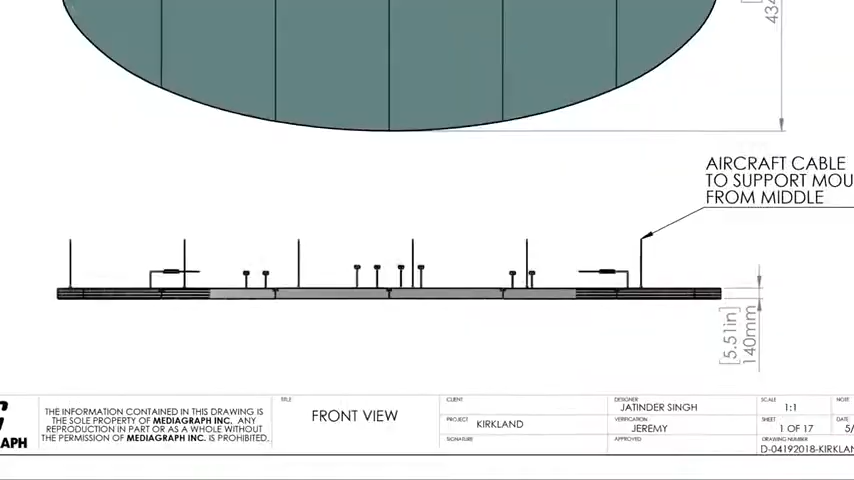 434
AIRCRAFT CABLE
TO SUPPORT MOU
FROM MIDDLE
[5.51in]
140mm
RAPH
THE INFORMATION CONTAINED IN THIS DRAWING IS
THE SOLE PROPERTY OF MEDIAGRAPH INC. ANY
REPRODUCTION IN PART OR AS A WHOLE WITHOUT
THE PERMISSION OF MEDIAGRAPH INC. IS PROHIBITED.
TITLE
FRONT VIEW
CLIENT
PROJECT KIRKLAND
SIGNATURE
DESIGNER
JATINDER SINGH
VERIFICATION
JEREMY
APPROVED
SCALE
1:1
SHEET
1 OF 17
NOTE
DATE
5/
DRAWING NUMBER
D-04192018-KIRKLAN